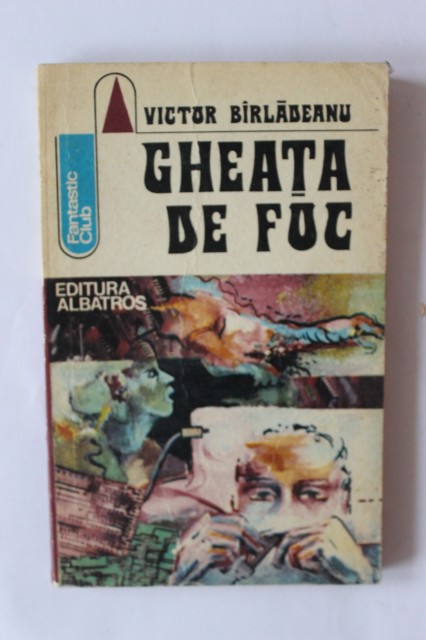 VICTOR BÎRLĂDEANU
GHEAȚA
DE FOC
Fantastic
Club
EDITURA
ALBATROS